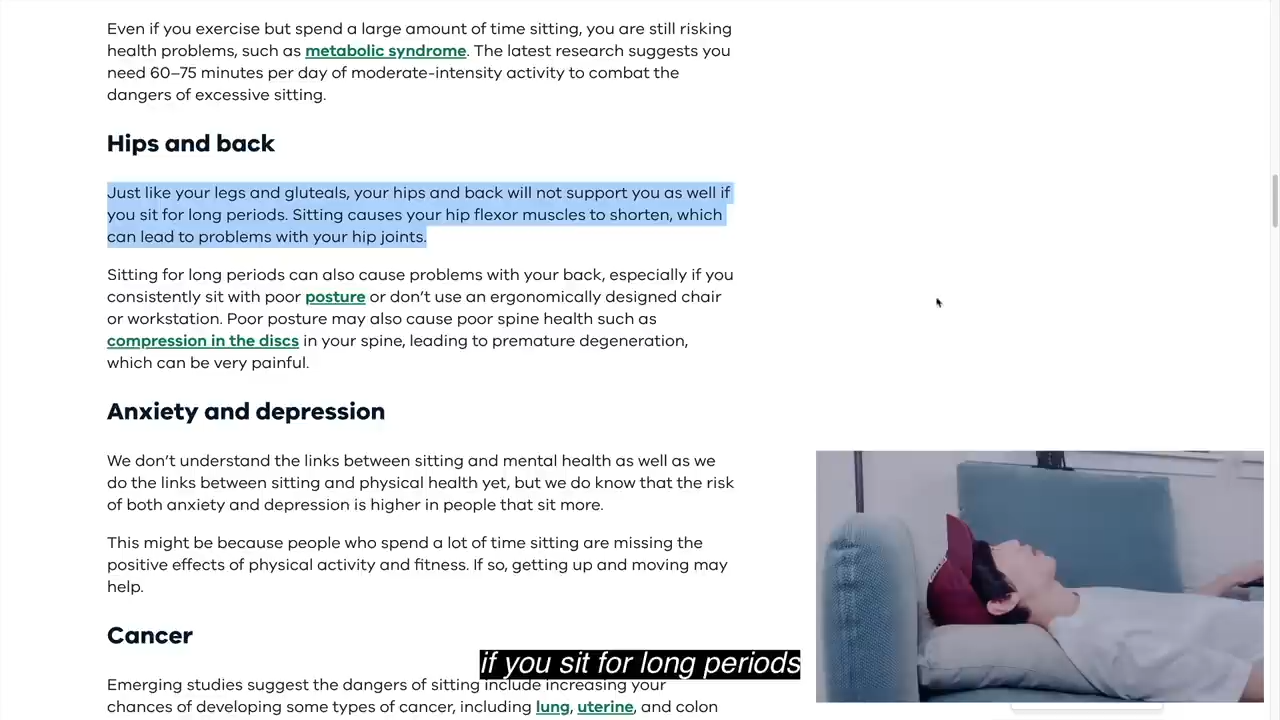 Even if you exercise but spend a large amount of time sitting, you are still risking
health problems, such as metabolic syndrome. The latest research suggests you
need 60–75 minutes per day of moderate-intensity activity to combat the
dangers of excessive sitting.
Hips and back
Just like your legs and gluteals, your hips and back will not support you as well if
you sit for long periods. Sitting causes your hip flexor muscles to shorten, which
can lead to problems with your hip joints.
Sitting for long periods can also cause problems with your back, especially if you
consistently sit with poor posture or don’t use an ergonomically designed chair
or workstation. Poor posture may also cause poor spine health such as
compression in the discs in your spine, leading to premature degeneration,
which can be very painful.
Anxiety and depression
We don’t understand the links between sitting and mental health as well as we
do the links between sitting and physical health yet, but we do know that the risk
of both anxiety and depression is higher in people that sit more.
This might be because people who spend a lot of time sitting are missing the
positive effects of physical activity and fitness. If so, getting up and moving may
help.
Cancer
if you sit for long periods
Emerging studies suggest the dangers of sitting include increasing your
chances of developing some types of cancer, including lung, uterine, and colon